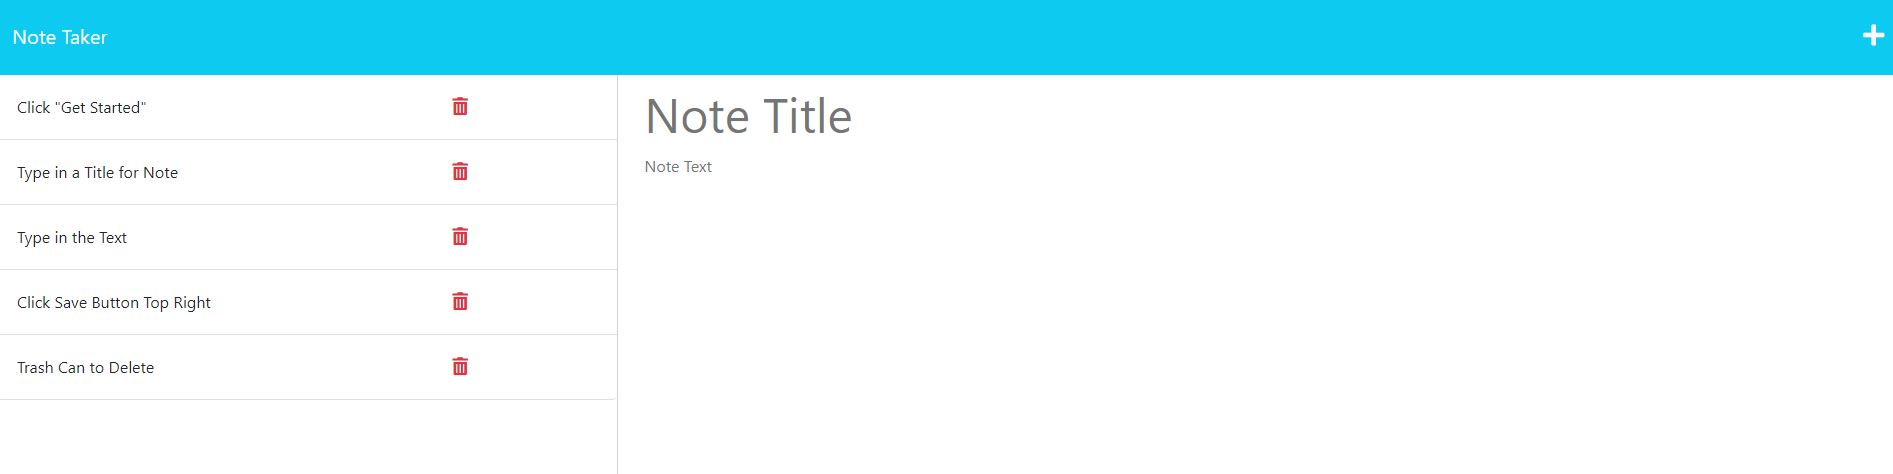 Note Taker
Click "Get Started"
Type in a Title for Note
Type in the Text
Click Save Button Top Right
Trash Can to Delete
Note Title
Note Text